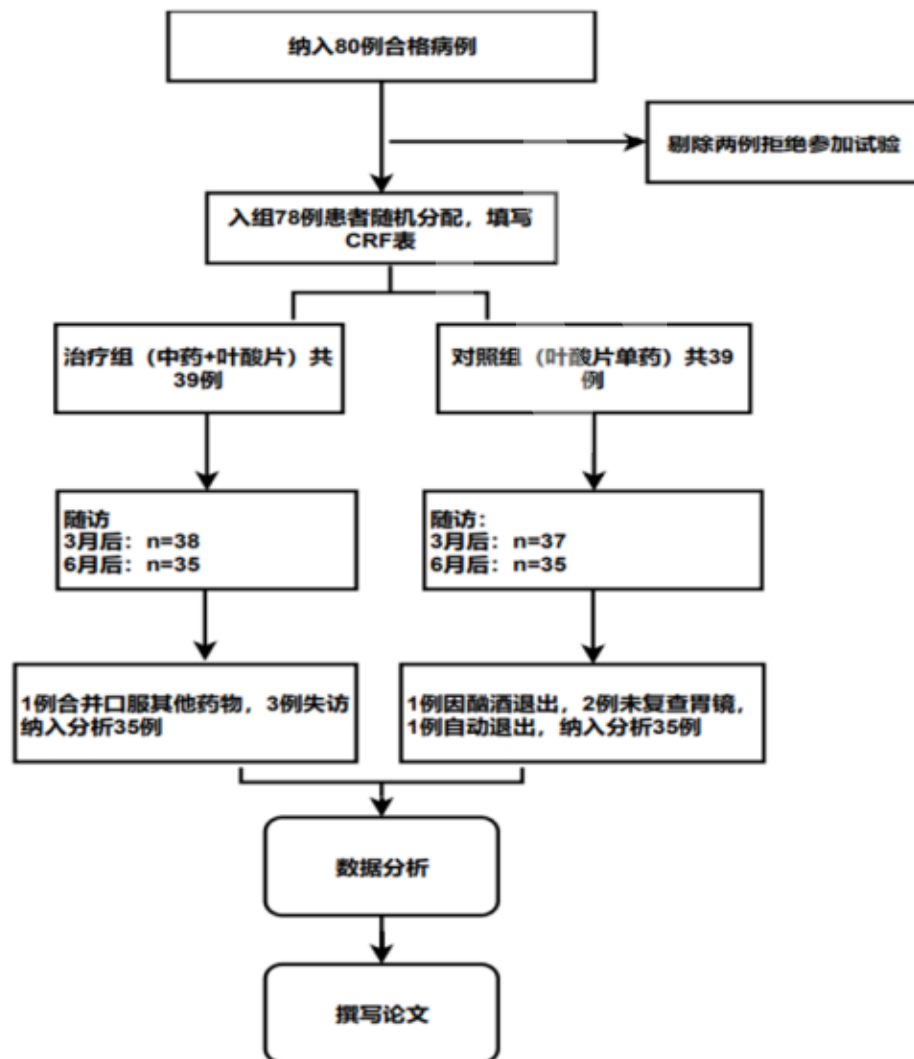 纳入80例合格病例
剔除两例拒绝参加试验
入组78例患者随机分配，填写
CRF表
治疗组（中药+叶酸片）共
39例
对照组（叶酸片单药）共39
例
随访
3月后：n=38
6月后：n=35
随访：
3月后：n=37
6月后：n=35
1例合并口服其他药物，3例失访
纳入分析35例
1例因酗酒退出，2例未复查胃镜，
1例自动退出，纳入分析35例
数据分析
撰写论文